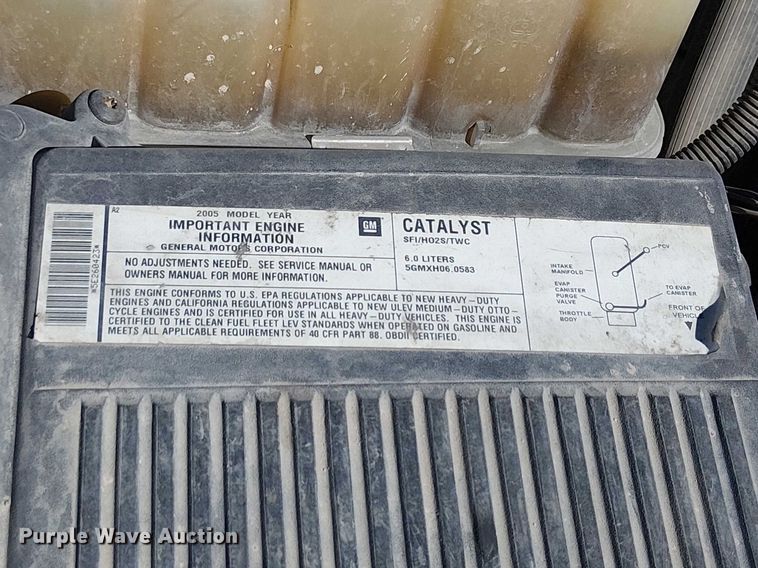 A2
2005 MODEL YEAR
IMPORTANT ENGINE
INFORMATION
GENERAL MOTORS CORPORATION
GM
NO ADJUSTMENTS NEEDED. SEE SERVICE MANUAL OR
OWNERS MANUAL FOR MORE INFORMATION.
CATALYST
SFI/HO2S/TWC
6.0 LITERS
5GMXH06.0583
THIS ENGINE CONFORMS TO U.S. EPA REGULATIONS APPLICABLE TO NEW HEAVY-DUTY
ENGINES AND CALIFORNIA REGULATIONS APPLICABLE TO NEW ULEV MEDIUM-DUTY OTTO-
CYCLE ENGINES AND IS CERTIFIED FOR USE IN ALL HEAVY-DUTY VEHICLES. THIS ENGINE IS
CERTIFIED TO THE CLEAN FUEL FLEET LEV STANDARDS WHEN OPERATED ON GASOLINE AND
MEETS ALL APPLICABLE REQUIREMENTS OF 40 CFR PART 88. OBDII CERTIFIED.
*5E260423*
PCV
INTAKE
MANIFOLD
EVAP
CANISTER
PURGE
VALVE
TO EVAP
CANISTER
THROTTLE
BODY
FRONT OF
VEHICLE
Purple Wave Auction